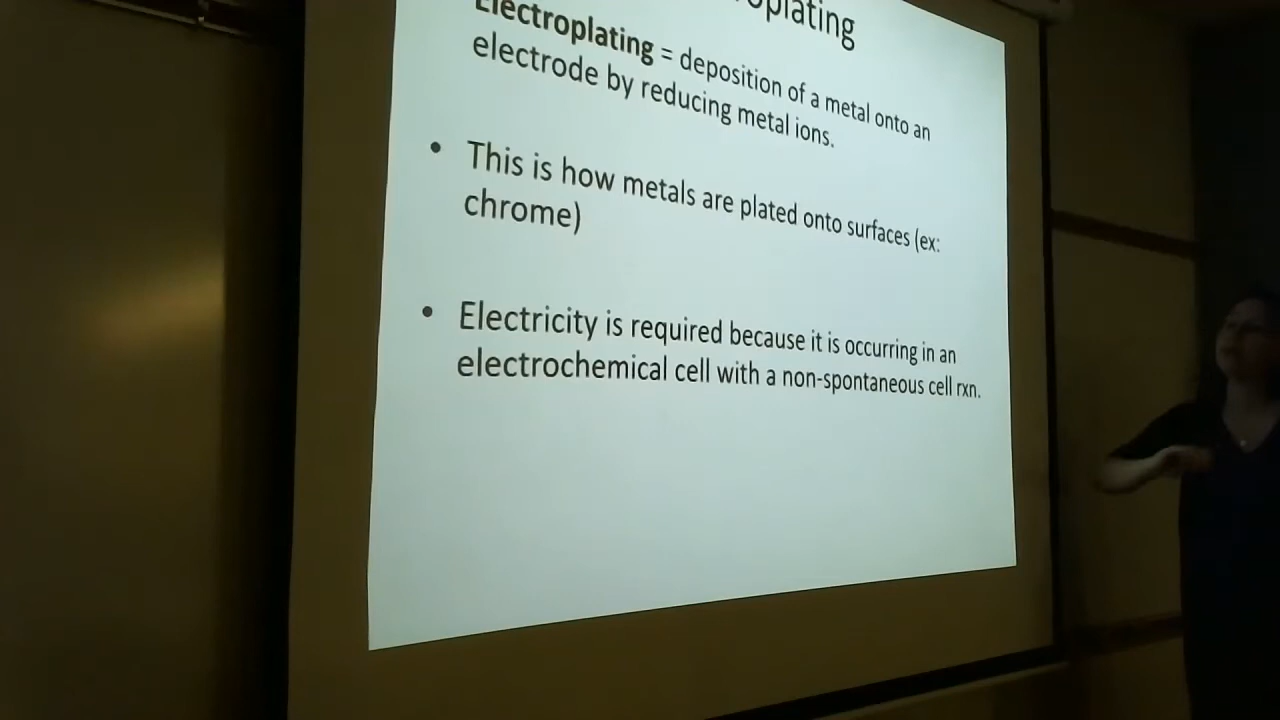 oplating
Electroplating = deposition of a metal onto an
electrode by reducing metal ions.
• This is how metals are plated onto surfaces (ex:
chrome)
• Electricity is required because it is occurring in an
electrochemical cell with a non-spontaneous cell rxn.